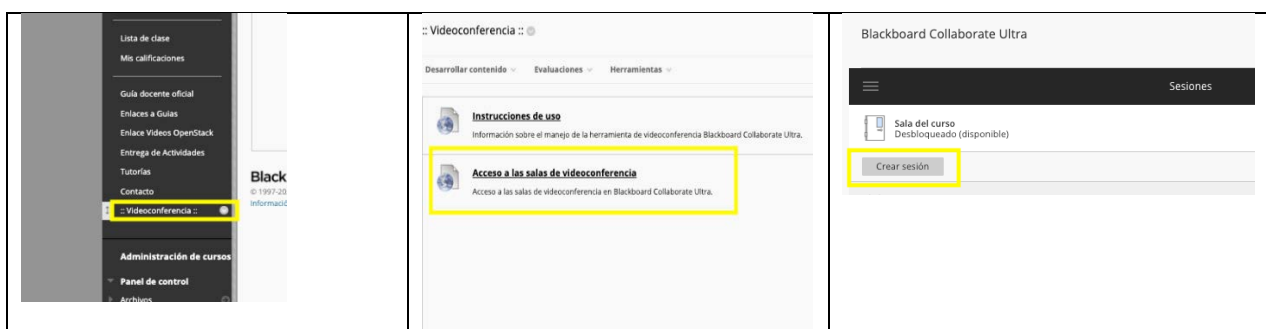 Lista de clase
Mis calificaciones
Guía docente oficial
Enlaces a Guias
Enlace Videos OpenStack
Entrega de Actividades
Tutorías
Contacto
:: Videoconferencia ::
Administración de cursos
Panel de control
Archivos
Black
© 1997-20
Informació
:: Videoconferencia ::
Desarrollar contenido
Evaluaciones
Herramientas
Instrucciones de uso
Información sobre el manejo de la herramienta de videoconferencia Blackboard Collaborate Ultra.
Acceso a las salas de videoconferencia
Acceso a las salas de videoconferencia en Blackboard Collaborate Ultra.
Blackboard Collaborate Ultra
Sesiones
Sala del curso
Desbloqueado (disponible)
Crear sesión